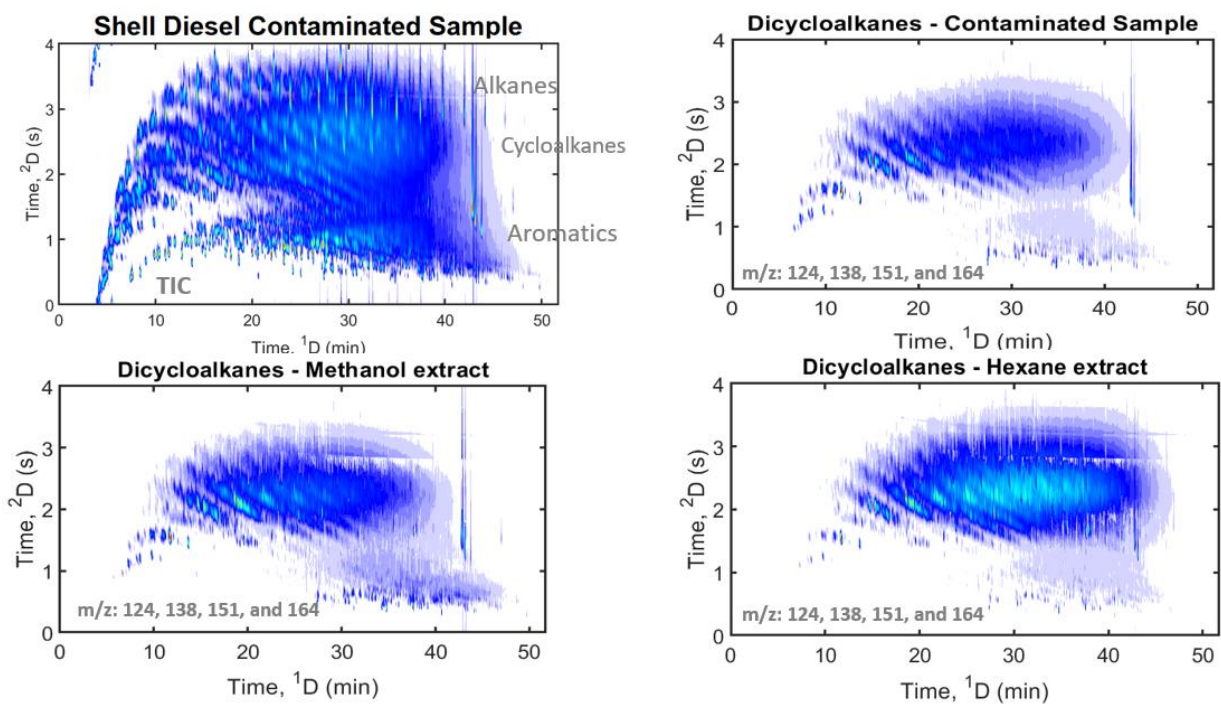 Shell Diesel Contaminated Sample
4
3
2
1
0
Time, ²D (s)
Alkanes
Cycloalkanes
Aromatics
TIC
0 10 20 30 40 50
Time, ¹D (min)
Dicycloalkanes - Contaminated Sample
4
3
2
1
0
Time, ²D (s)
m/z: 124, 138, 151, and 164
0 10 20 30 40 50
Time, ¹D (min)
Dicycloalkanes - Methanol extract
4
3
2
1
0
Time, ²D (s)
m/z: 124, 138, 151, and 164
0 10 20 30 40 50
Time, ¹D (min)
Dicycloalkanes - Hexane extract
4
3
2
1
0
Time, ²D (s)
m/z: 124, 138, 151, and 164
0 10 20 30 40 50
Time, ¹D (min)